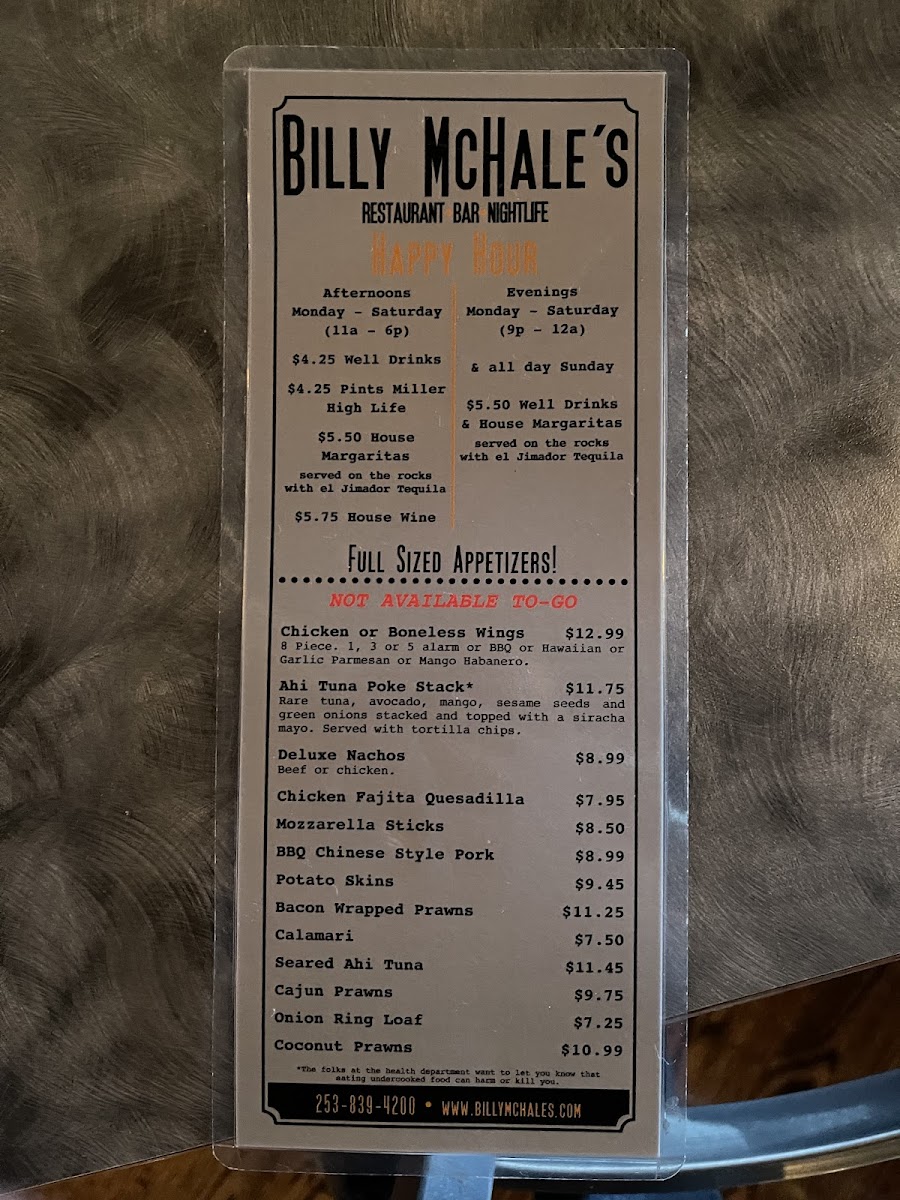 BILLY MCHALE'S
RESTAURANT BAR NIGHTLIFE
HAPPY HOUR
Afternoons
Monday - Saturday
(11a - 6p)
$4.25 Well Drinks
$4.25 Pints Miller
High Life
$5.50 House
Margaritas
served on the rocks
with el Jimador Tequila
$5.75 House Wine
Evenings
Monday - Saturday
(9p - 12a)
& all day Sunday
$5.50 Well Drinks
& House Margaritas
served on the rocks
with el Jimador Tequila
FULL SIZED APPETIZERS!
NOT AVAILABLE TO-GO
Chicken or Boneless Wings $12.99
8 Piece. 1, 3 or 5 alarm or BBQ or Hawaiian or
Garlic Parmesan or Mango Habanero.
Ahi Tuna Poke Stack* $11.75
Rare tuna, avocado, mango, sesame seeds and
green onions stacked and topped with a siracha
mayo. Served with tortilla chips.
Deluxe Nachos $8.99
Beef or chicken.
Chicken Fajita Quesadilla $7.95
Mozzarella Sticks $8.50
BBQ Chinese Style Pork $8.99
Potato Skins $9.45
Bacon Wrapped Prawns $11.25
Calamari $7.50
Seared Ahi Tuna $11.45
Cajun Prawns $9.75
Onion Ring Loaf $7.25
Coconut Prawns $10.99
*The folks at the health department want to let you know that
eating undercooked food can harm or kill you.
253-839-4200 • WWW.BILLYMCHALES.COM